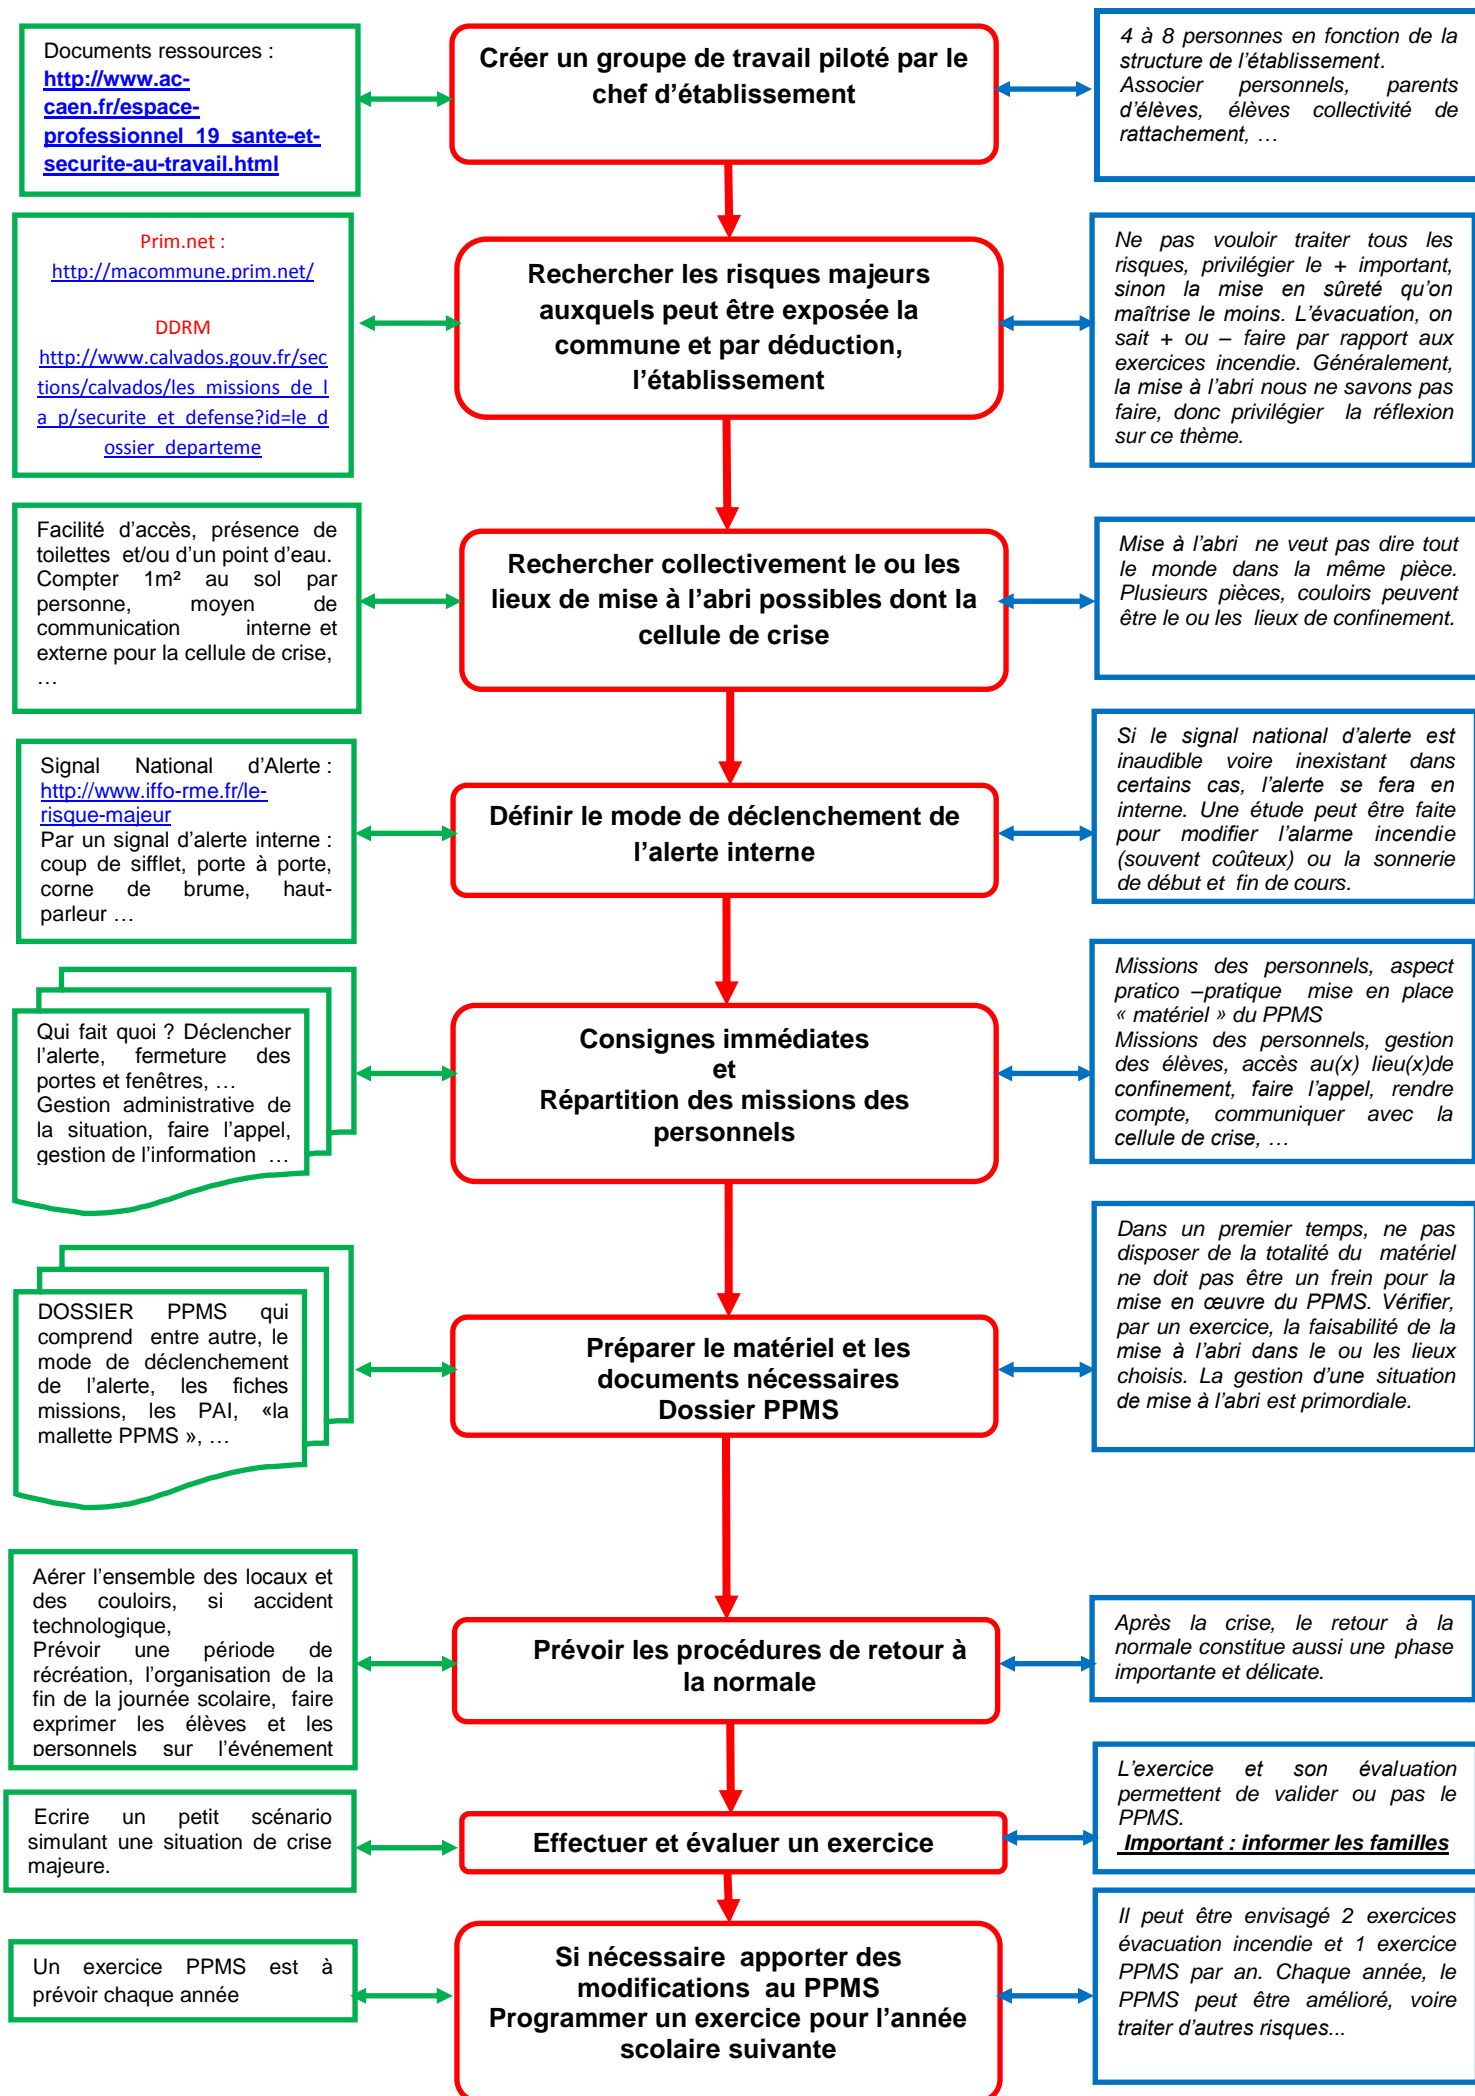 Documents ressources :
http://www.ac-
caen.fr/espace-
professionnel_19_sante-et-
securite-au-travail.html
Créer un groupe de travail piloté par le
chef d'établissement
4 à 8 personnes en fonction de la
structure de l'établissement.
Associer personnels, parents
d'élèves, élèves collectivité de
rattachement, …
Prim.net :
http://macommune.prim.net/
DDRM
http://www.calvados.gouv.fr/sec
tions/calvados/les_missions_de_l
a_p/securite_et_defense?id=le_d
ossier_departeme
Rechercher les risques majeurs
auxquels peut être exposée la
commune et par déduction,
l'établissement
Ne pas vouloir traiter tous les
risques, privilégier le + important,
sinon la mise en sûreté qu'on
maîtrise le moins. L'évacuation, on
sait + ou – faire par rapport aux
exercices incendie. Généralement,
la mise à l'abri nous ne savons pas
faire, donc privilégier la réflexion
sur ce thème.
Facilité d'accès, présence de
toilettes et/ou d'un point d'eau.
Compter 1m² au sol par
personne, moyen de
communication interne et
externe pour la cellule de crise,
…
Rechercher collectivement le ou les
lieux de mise à l'abri possibles dont la
cellule de crise
Mise à l'abri ne veut pas dire tout
le monde dans la même pièce.
Plusieurs pièces, couloirs peuvent
être le ou les lieux de confinement.
Signal National d'Alerte :
http://www.iffo-rme.fr/le-
risque-majeur
Par un signal d'alerte interne :
coup de sifflet, porte à porte,
corne de brume, haut-
parleur …
Définir le mode de déclenchement de
l'alerte interne
Si le signal national d'alerte est
inaudible voire inexistant dans
certains cas, l'alerte se fera en
interne. Une étude peut être faite
pour modifier l'alarme incendie
(souvent coûteux) ou la sonnerie
de début et fin de cours.
Qui fait quoi ? Déclencher
l'alerte, fermeture des
portes et fenêtres, …
Gestion administrative de
la situation, faire l'appel,
gestion de l'information …
Consignes immédiates
et
Répartition des missions des
personnels
Missions des personnels, aspect
pratico –pratique mise en place
« matériel » du PPMS
Missions des personnels, gestion
des élèves, accès au(x) lieu(x)de
confinement, faire l'appel, rendre
compte, communiquer avec la
cellule de crise, …
DOSSIER PPMS qui
comprend entre autre, le
mode de déclenchement
de l'alerte, les fiches
missions, les PAI, «la
mallette PPMS », …
Préparer le matériel et les
documents nécessaires
Dossier PPMS
Dans un premier temps, ne pas
disposer de la totalité du matériel
ne doit pas être un frein pour la
mise en œuvre du PPMS. Vérifier,
par un exercice, la faisabilité de la
mise à l'abri dans le ou les lieux
choisis. La gestion d'une situation
de mise à l'abri est primordiale.
Aérer l'ensemble des locaux et
des couloirs, si accident
technologique,
Prévoir une période de
récréation, l'organisation de la
fin de la journée scolaire, faire
exprimer les élèves et les
personnels sur l'événement
Prévoir les procédures de retour à
la normale
Après la crise, le retour à la
normale constitue aussi une phase
importante et délicate.
Ecrire un petit scénario
simulant une situation de crise
majeure.
Effectuer et évaluer un exercice
L'exercice et son évaluation
permettent de valider ou pas le
PPMS.
Important : informer les familles
Un exercice PPMS est à
prévoir chaque année
Si nécessaire apporter des
modifications au PPMS
Programmer un exercice pour l'année
scolaire suivante
Il peut être envisagé 2 exercices
évacuation incendie et 1 exercice
PPMS par an. Chaque année, le
PPMS peut être amélioré, voire
traiter d'autres risques...